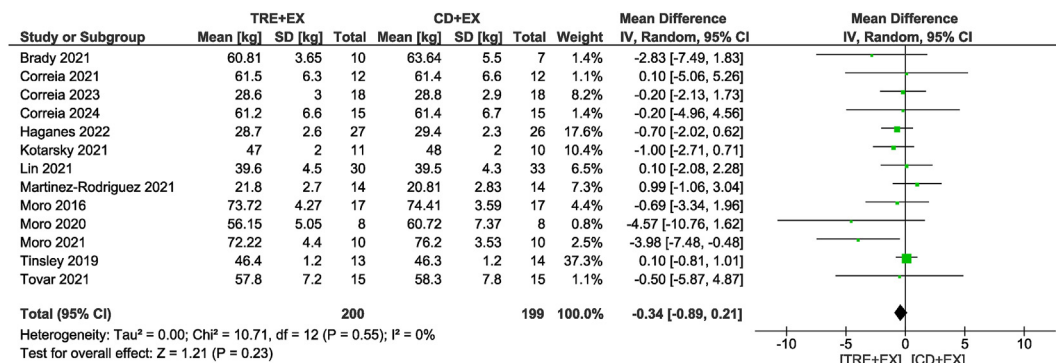 TRE+EX CD+EX Mean Difference Mean Difference
Study or Subgroup Mean [kg] SD [kg] Total Mean [kg] SD [kg] Total Weight IV, Random, 95% CI IV, Random, 95% CI
Brady 2021 60.81 3.65 10 63.64 5.5 7 1.4% -2.83 [-7.49, 1.83]
Correia 2021 61.5 6.3 12 61.4 6.6 12 1.1% 0.10 [-5.06, 5.26]
Correia 2023 28.6 3 18 28.8 2.9 18 8.2% -0.20 [-2.13, 1.73]
Correia 2024 61.2 6.6 15 61.4 6.7 15 1.4% -0.20 [-4.96, 4.56]
Haganes 2022 28.7 2.6 27 29.4 2.3 26 17.6% -0.70 [-2.02, 0.62]
Kotarsky 2021 47 2 11 48 2 10 10.4% -1.00 [-2.71, 0.71]
Lin 2021 39.6 4.5 30 39.5 4.3 33 6.5% 0.10 [-2.08, 2.28]
Martinez-Rodriguez 2021 21.8 2.7 14 20.81 2.83 14 7.3% 0.99 [-1.06, 3.04]
Moro 2016 73.72 4.27 17 74.41 3.59 17 4.4% -0.69 [-3.34, 1.96]
Moro 2020 56.15 5.05 8 60.72 7.37 8 0.8% -4.57 [-10.76, 1.62]
Moro 2021 72.22 4.4 10 76.2 3.53 10 2.5% -3.98 [-7.48, -0.48]
Tinsley 2019 46.4 1.2 13 46.3 1.2 14 37.3% 0.10 [-0.81, 1.01]
Tovar 2021 57.8 7.2 15 58.3 7.8 15 1.1% -0.50 [-5.87, 4.87]
Total (95% CI) 200 199 100.0% -0.34 [-0.89, 0.21]
Heterogeneity: Tau² = 0.00; Chi² = 10.71, df = 12 (P = 0.55); I² = 0%
Test for overall effect: Z = 1.21 (P = 0.23)
-10 -5 0 5 10
[TRE+EX] [CD+EX]